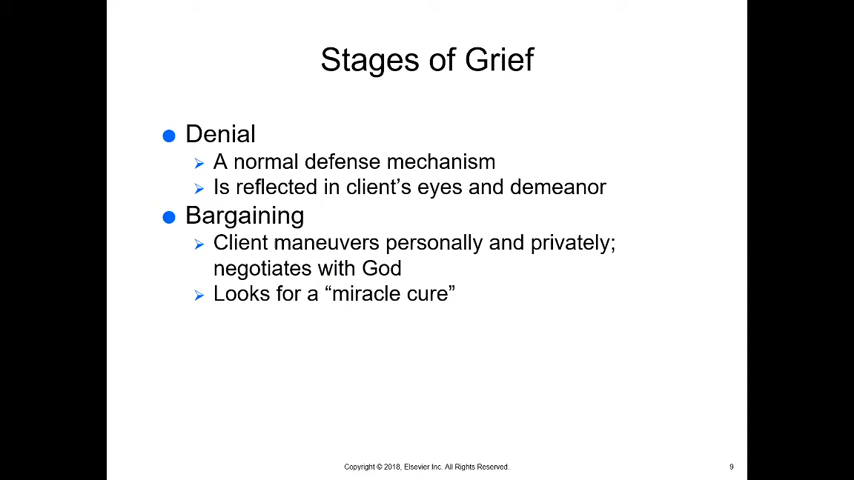 Stages of Grief
Denial
A normal defense mechanism
Is reflected in client's eyes and demeanor
Bargaining
Client maneuvers personally and privately;
negotiates with God
Looks for a “miracle cure”
Copyright © 2018, Elsevier Inc. All Rights Reserved.
9